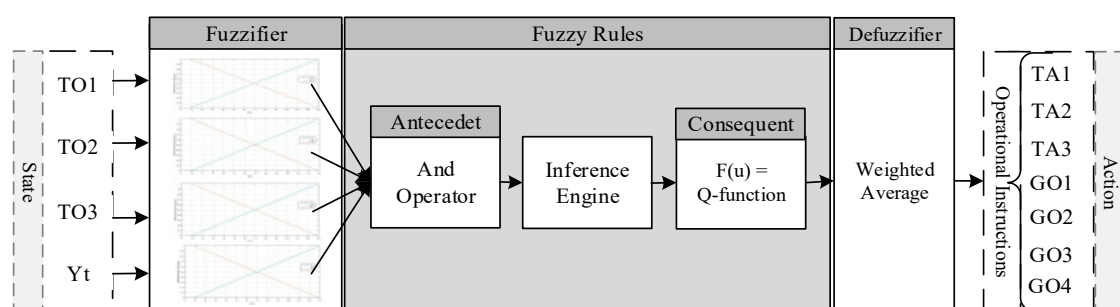 Fuzzifier
Fuzzy Rules
Defuzzifier
State
TO1
TO2
TO3
Yt
Antecedet
And
Operator
Inference
Engine
Consequent
F(u) =
Q-function
Weighted
Average
Operational Instructions
TA1
TA2
TA3
GO1
GO2
GO3
GO4
Action